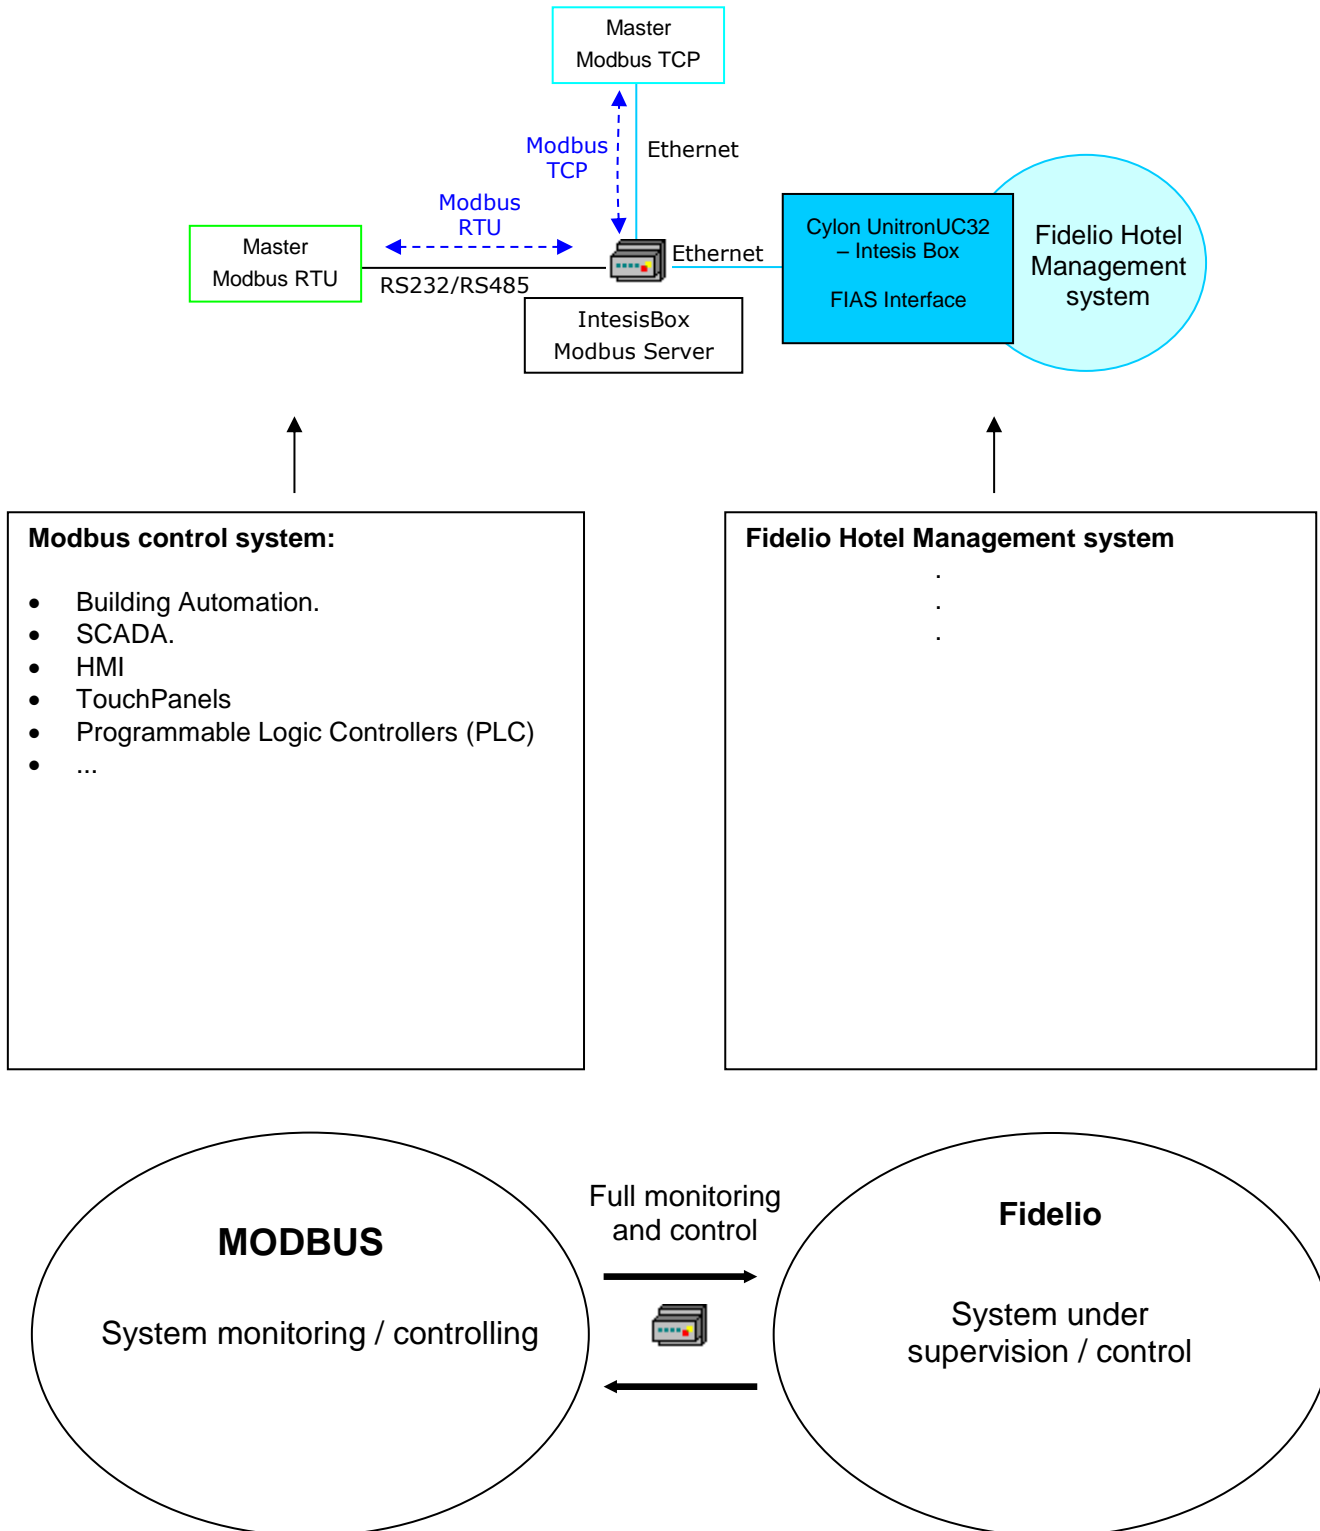 Master
Modbus TCP
Modbus
TCP
Ethernet
Modbus
RTU
Master
Modbus RTU
RS232/RS485
Ethernet
IntesisBox
Modbus Server
Cylon UnitronUC32
– Intesis Box
FIAS Interface
Fidelio Hotel
Management
system
Modbus control system:
• Building Automation.
• SCADA.
• HMI
• TouchPanels
• Programmable Logic Controllers (PLC)
• ...
Fidelio Hotel Management system
.
.
.
MODBUS
System monitoring / controlling
Full monitoring
and control
Fidelio
System under
supervision / control